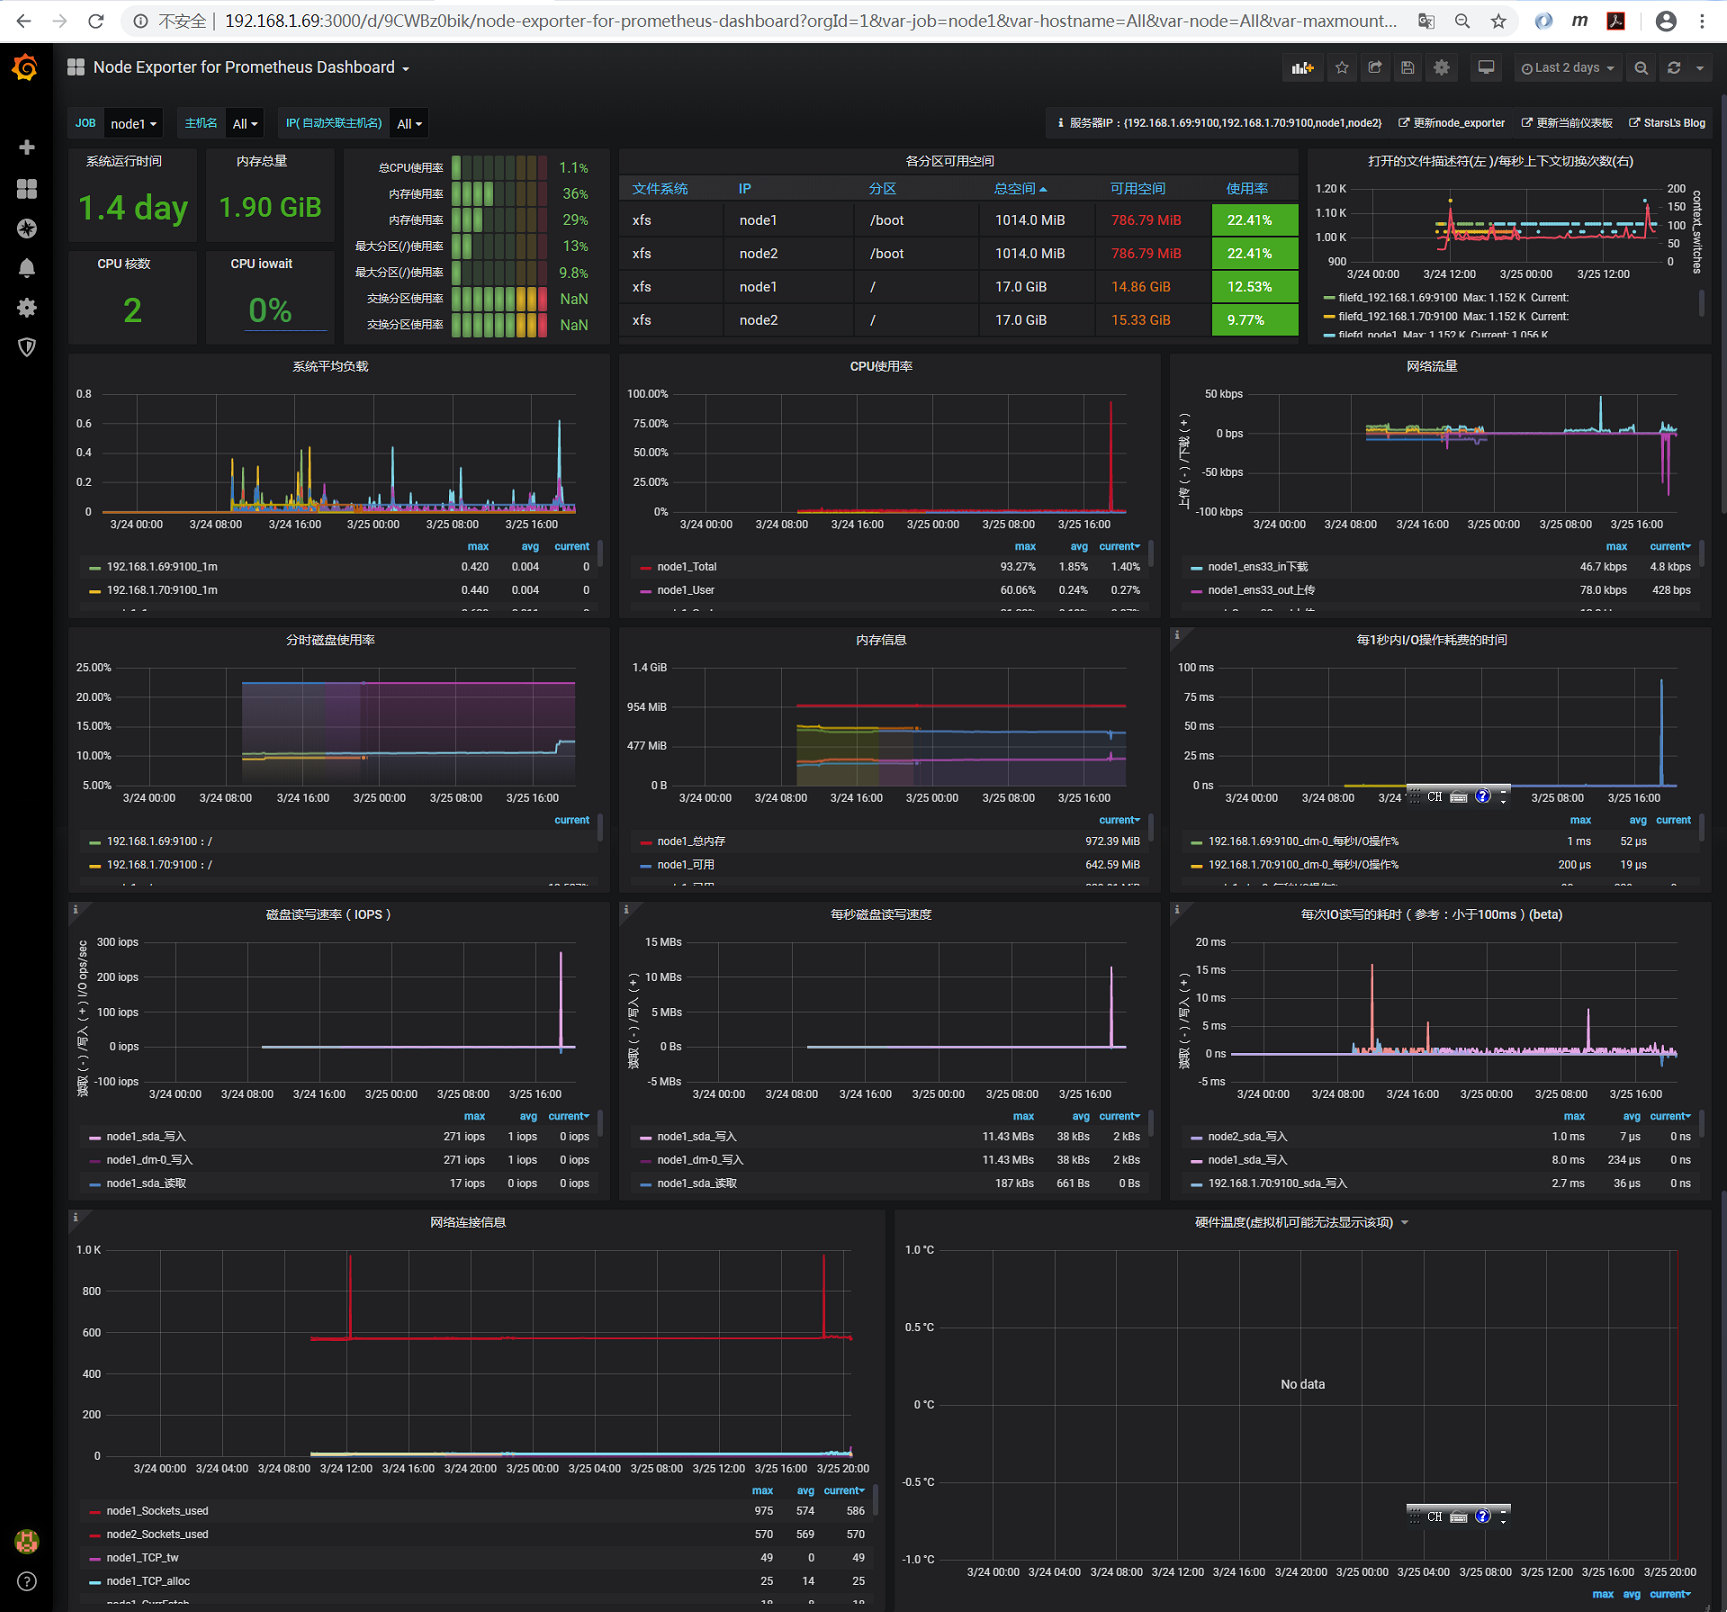 不安全 | 192.168.1.69:3000/d/9CWBz0bik/node-exporter-for-prometheus-dashboard?orgId=1&var-job=node1&var-hostname=All&var-node=All&var-maxmount...
Node Exporter for Prometheus Dashboard
Last 2 days
JOB node1 主机名 All IP( 自动关联主机名) All
服务器IP：{192.168.1.69:9100,192.168.1.70:9100,node1,node2} 更新node_exporter 更新当前仪表板 StarsL's Blog
系统运行时间
1.4 day
内存总量
1.90 GiB
CPU 核数
2
CPU iowait
0%
总CPU使用率 1.1%
内存使用率 36%
内存使用率 29%
最大分区(/)使用率 13%
最大分区(/)使用率 9.8%
交换分区使用率 NaN
交换分区使用率 NaN
各分区可用空间
文件系统 IP 分区 总空间 可用空间 使用率
xfs node1 /boot 1014.0 MiB 786.79 MiB 22.41%
xfs node2 /boot 1014.0 MiB 786.79 MiB 22.41%
xfs node1 / 17.0 GiB 14.86 GiB 12.53%
xfs node2 / 17.0 GiB 15.33 GiB 9.77%
打开的文件描述符(左 )/每秒上下文切换次数(右)
1.20 K 200
1.10 K 150
1.00 K 100
50
900 0
context_switches
3/24 00:00 3/24 12:00 3/25 00:00 3/25 12:00
filefd_192.168.1.69:9100 Max: 1.152 K Current:
filefd_192.168.1.70:9100 Max: 1.152 K Current:
filefd_node1 Max: 1.152 K Current: 1.056 K
系统平均负载
0.8
0.6
0.4
0.2
0
3/24 00:00 3/24 08:00 3/24 16:00 3/25 00:00 3/25 08:00 3/25 16:00
max avg current
192.168.1.69:9100_1m 0.420 0.004 0
192.168.1.70:9100_1m 0.440 0.004 0
CPU使用率
100.00%
75.00%
50.00%
25.00%
0%
3/24 00:00 3/24 08:00 3/24 16:00 3/25 00:00 3/25 08:00 3/25 16:00
max avg current
node1_Total 93.27% 1.85% 1.40%
node1_User 60.06% 0.24% 0.27%
网络流量
上传（-）/下载（+）
50 kbps
0 bps
-50 kbps
-100 kbps
3/24 00:00 3/24 08:00 3/24 16:00 3/25 00:00 3/25 08:00 3/25 16:00
max current
node1_ens33_in下载 46.7 kbps 4.8 kbps
node1_ens33_out上传 78.0 kbps 428 bps
分时磁盘使用率
25.00%
20.00%
15.00%
10.00%
5.00%
3/24 00:00 3/24 08:00 3/24 16:00 3/25 00:00 3/25 08:00 3/25 16:00
current
192.168.1.69:9100：/
192.168.1.70:9100：/
内存信息
1.4 GiB
954 MiB
477 MiB
0 B
3/24 00:00 3/24 08:00 3/24 16:00 3/25 00:00 3/25 08:00 3/25 16:00
current
node1_总内存 972.39 MiB
node1_可用 642.59 MiB
每1秒内I/O操作耗费的时间
100 ms
75 ms
50 ms
25 ms
0 ns
3/24 00:00 3/24 08:00 3/24 CH 3/25 08:00 3/25 16:00
max avg current
192.168.1.69:9100_dm-0_每秒I/O操作% 1 ms 52 µs
192.168.1.70:9100_dm-0_每秒I/O操作% 200 µs 19 µs
磁盘读写速率（IOPS）
读取（-）/写入（+）I/O ops/sec
300 iops
200 iops
100 iops
0 iops
-100 iops
3/24 00:00 3/24 08:00 3/24 16:00 3/25 00:00 3/25 08:00 3/25 16:00
max avg current
node1_sda_写入 271 iops 1 iops 0 iops
node1_dm-0_写入 271 iops 1 iops 0 iops
node1_sda_读取 17 iops 0 iops 0 iops
每秒磁盘读写速度
读取（-）/写入（+）
15 MBs
10 MBs
5 MBs
0 Bs
-5 MBs
3/24 00:00 3/24 08:00 3/24 16:00 3/25 00:00 3/25 08:00 3/25 16:00
max avg current
node1_sda_写入 11.43 MBs 38 kBs 2 kBs
node1_dm-0_写入 11.43 MBs 38 kBs 2 kBs
node1_sda_读取 187 kBs 661 Bs 0 Bs
每次IO读写的耗时（参考：小于100ms）(beta)
读取（-）/写入（+）
20 ms
15 ms
10 ms
5 ms
0 ns
-5 ms
3/24 00:00 3/24 08:00 3/24 16:00 3/25 00:00 3/25 08:00 3/25 16:00
max avg current
node2_sda_写入 1.0 ms 7 µs 0 ns
node1_sda_写入 8.0 ms 234 µs 0 ns
192.168.1.70:9100_sda_写入 2.7 ms 36 µs 0 ns
网络连接信息
1.0 K
800
600
400
200
0
3/24 00:00 3/24 04:00 3/24 08:00 3/24 12:00 3/24 16:00 3/24 20:00 3/25 00:00 3/25 04:00 3/25 08:00 3/25 12:00 3/25 16:00 3/25 20:00
max avg current
node1_Sockets_used 975 574 586
node2_Sockets_used 570 569 570
node1_TCP_tw 49 0 49
node1_TCP_alloc 25 14 25
硬件温度(虚拟机可能无法显示该项)
1.0 °C
0.5 °C
No data
0 °C
-0.5 °C
CH
-1.0 °C
3/24 00:00 3/24 04:00 3/24 08:00 3/24 12:00 3/24 16:00 3/24 20:00 3/25 00:00 3/25 04:00 3/25 08:00 3/25 12:00 3/25 16:00 3/25 20:00
max avg current